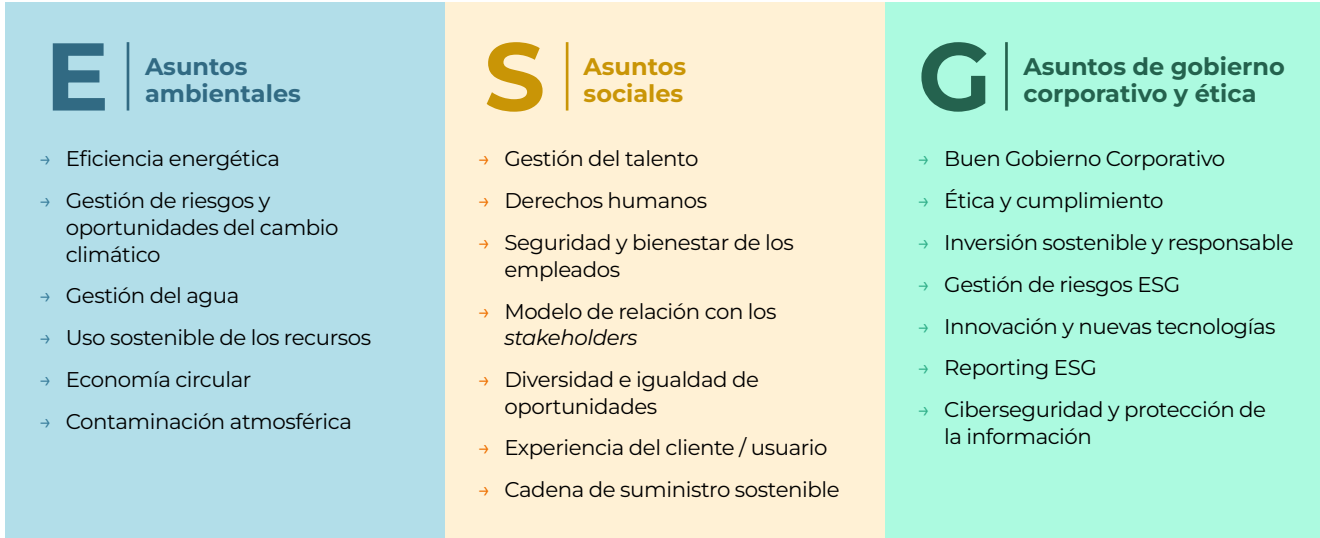 E
Asuntos
ambientales
→ Eficiencia energética
→ Gestión de riesgos y
oportunidades del cambio
climático
→ Gestión del agua
→ Uso sostenible de los recursos
→ Economía circular
→ Contaminación atmosférica
S
Asuntos
sociales
→ Gestión del talento
→ Derechos humanos
→ Seguridad y bienestar de los
empleados
→ Modelo de relación con los
stakeholders
→ Diversidad e igualdad de
oportunidades
→ Experiencia del cliente / usuario
→ Cadena de suministro sostenible
G
Asuntos de gobierno
corporativo y ética
→ Buen Gobierno Corporativo
→ Ética y cumplimiento
→ Inversión sostenible y responsable
→ Gestión de riesgos ESG
→ Innovación y nuevas tecnologías
→ Reporting ESG
→ Ciberseguridad y protección de
la información